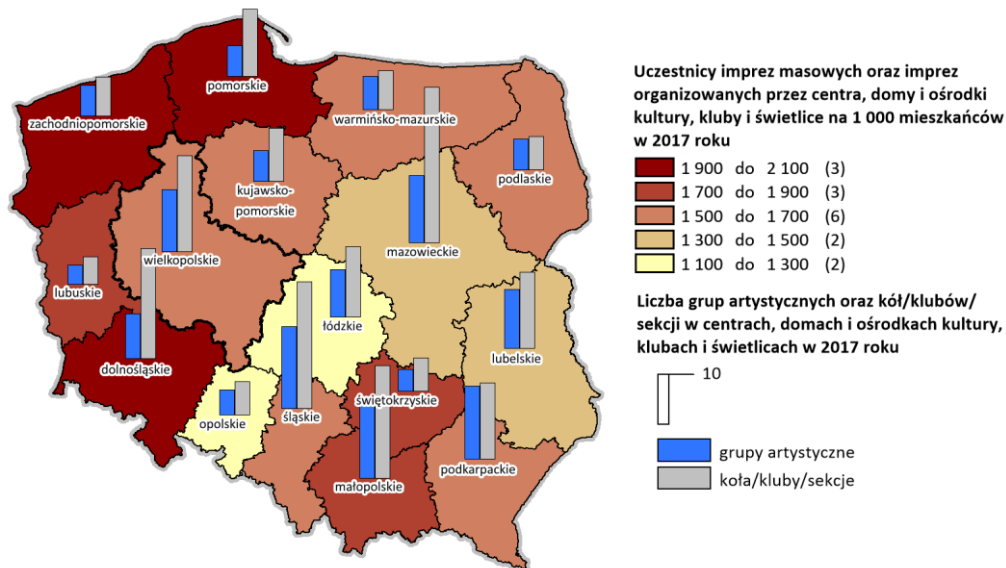 pomorskie
zachodniopomorskie
warmińsko-mazurskie
podlaskie
kujawsko-
pomorskie
mazowieckie
wielkopolskie
lubuskie
łódzkie
lubelskie
dolnośląskie
świętokrzyskie
opolskie
śląskie
podkarpackie
małopolskie
Uczestnicy imprez masowych oraz imprez
organizowanych przez centra, domy i ośrodki
kultury, kluby i świetlice na 1 000 mieszkańców
w 2017 roku
1 900 do 2 100 (3)
1 700 do 1 900 (3)
1 500 do 1 700 (6)
1 300 do 1 500 (2)
1 100 do 1 300 (2)
Liczba grup artystycznych oraz kół/klubów/
sekcji w centrach, domach i ośrodkach kultury,
klubach i świetlicach w 2017 roku
10
grupy artystyczne
koła/kluby/sekcje